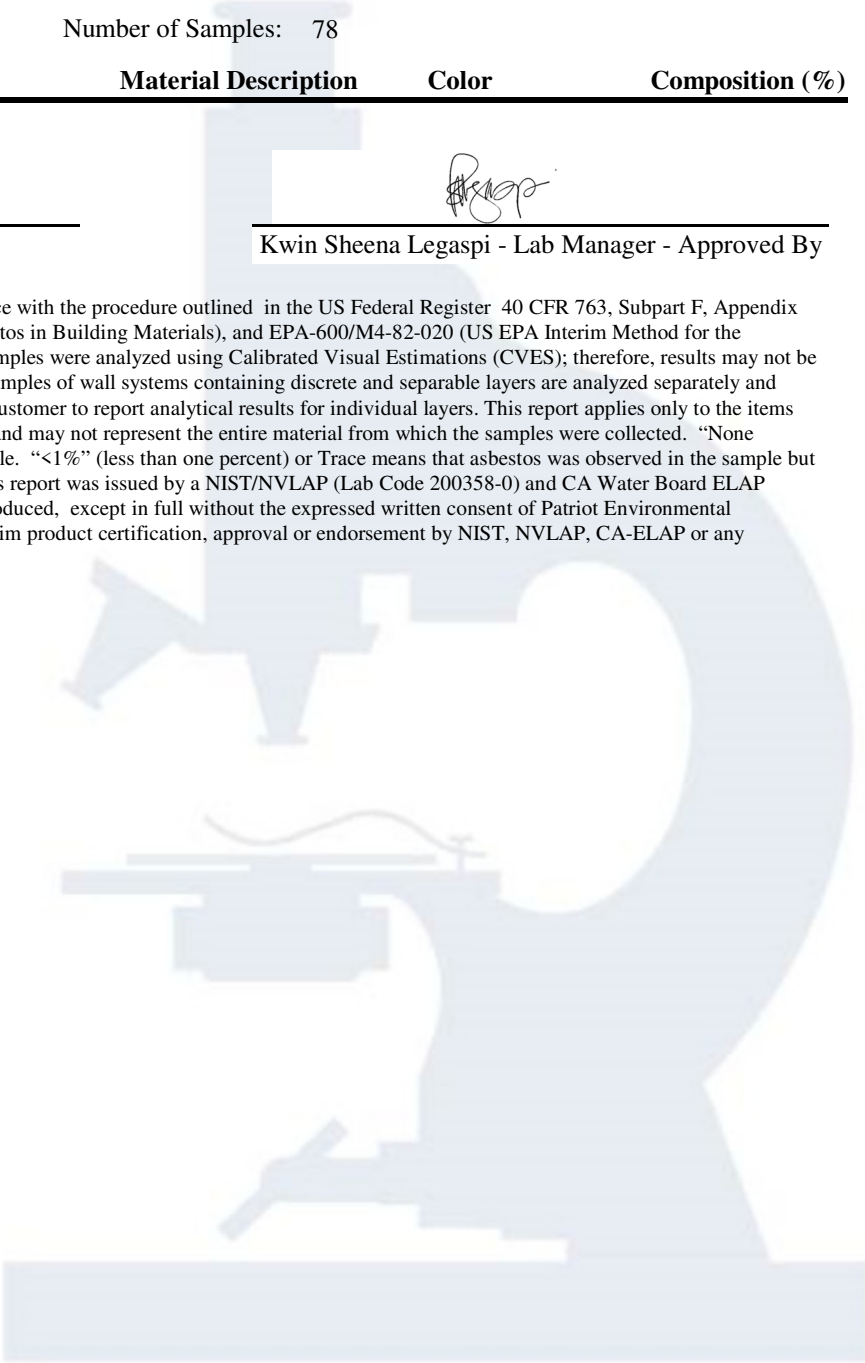 Number of Samples: 78
Material Description Color Composition (%)
Kwin Sheena Legaspi - Lab Manager - Approved By
ce with the procedure outlined in the US Federal Register 40 CFR 763, Subpart F, Appendix
tos in Building Materials), and EPA-600/M4-82-020 (US EPA Interim Method for the
mples were analyzed using Calibrated Visual Estimations (CVES); therefore, results may not be
amples of wall systems containing discrete and separable layers are analyzed separately and
ustomer to report analytical results for individual layers. This report applies only to the items
and may not represent the entire material from which the samples were collected. “None
le. “<1%” (less than one percent) or Trace means that asbestos was observed in the sample but
s report was issued by a NIST/NVLAP (Lab Code 200358-0) and CA Water Board ELAP
oduced, except in full without the expressed written consent of Patriot Environmental
im product certification, approval or endorsement by NIST, NVLAP, CA-ELAP or any